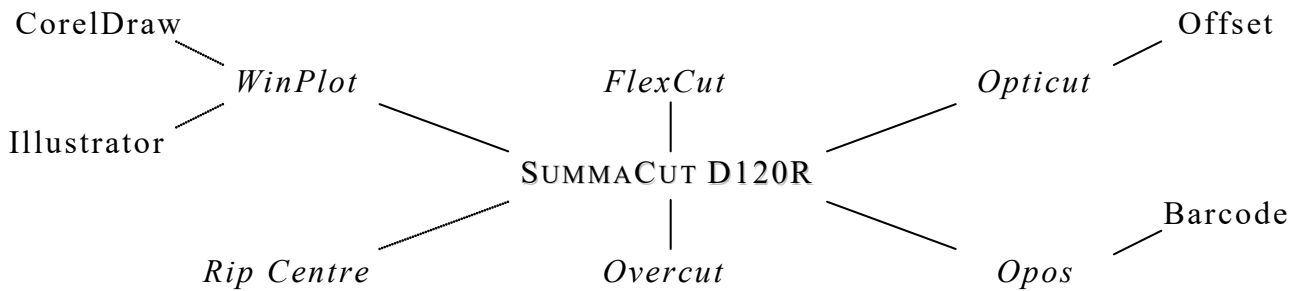 CorelDraw
Offset
WinPlot
FlexCut
Opticut
Illustrator
SUMMACUT D120R
Barcode
Rip Centre
Overcut
Opos